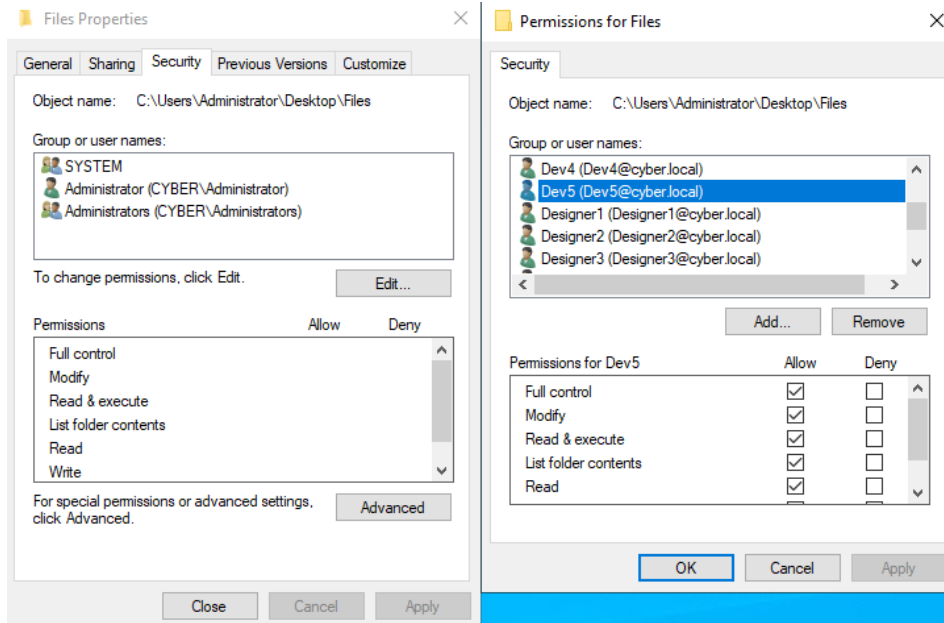 Files Properties
General Sharing Security Previous Versions Customize
Object name: C:\Users\Administrator\Desktop\Files
Group or user names:
SYSTEM
Administrator (CYBER\Administrator)
Administrators (CYBER\Administrators)
To change permissions, click Edit.
Edit...
Permissions Allow Deny
Full control
Modify
Read & execute
List folder contents
Read
Write
For special permissions or advanced settings,
click Advanced.
Advanced
Close Cancel Apply
Permissions for Files
Security
Object name: C:\Users\Administrator\Desktop\Files
Group or user names:
Dev4 (Dev4@cyber.local)
Dev5 (Dev5@cyber.local)
Designer1 (Designer1@cyber.local)
Designer2 (Designer2@cyber.local)
Designer3 (Designer3@cyber.local)
Add... Remove
Permissions for Dev5 Allow Deny
Full control
Modify
Read & execute
List folder contents
Read
OK Cancel Apply